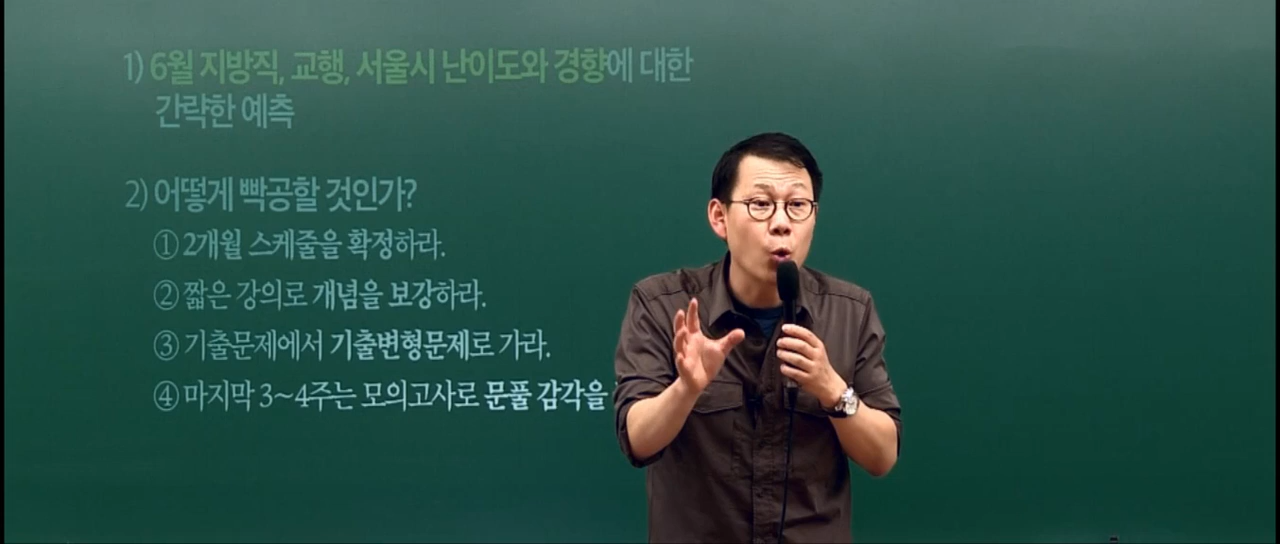 1) 6월 지방직, 교행, 서울시 난이도와 경향에 대한
간략한 예측
2) 어떻게 빡공할 것인가?
① 2개월 스케줄을 확정하라.
② 짧은 강의로 개념을 보강하라.
③ 기출문제에서 기출변형문제로 가라.
④ 마지막 3~4주는 모의고사로 문풀 감각을